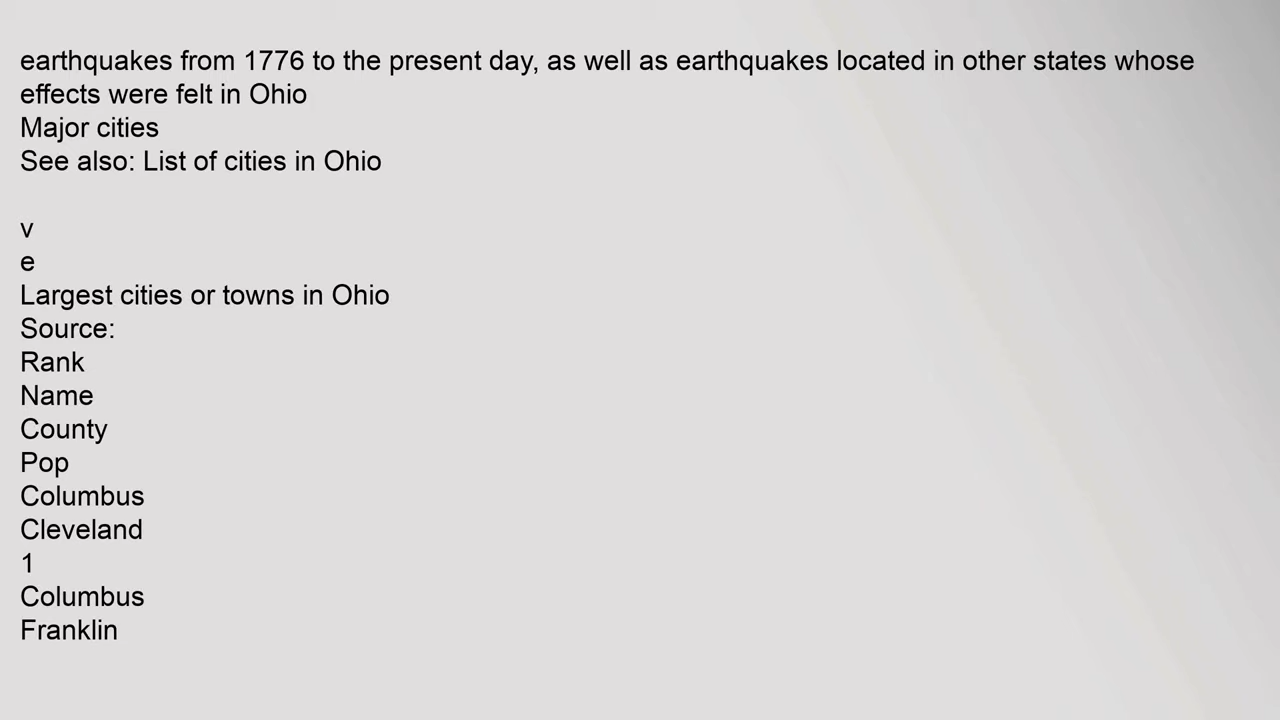 earthquakes from 1776 to the present day, as well as earthquakes located in other states whose
effects were felt in Ohio
Major cities
See also: List of cities in Ohio
v
e
Largest cities or towns in Ohio
Source:
Rank
Name
County
Pop
Columbus
Cleveland
1
Columbus
Franklin